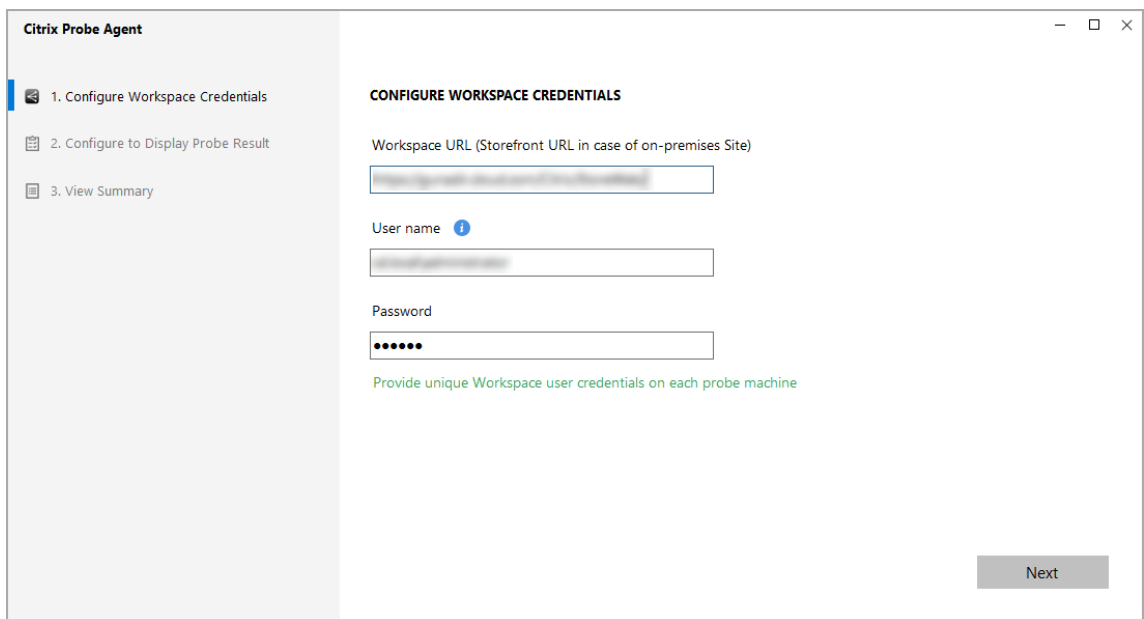 Citrix Probe Agent
1. Configure Workspace Credentials
2. Configure to Display Probe Result
3. View Summary
CONFIGURE WORKSPACE CREDENTIALS
Workspace URL (Storefront URL in case of on-premises Site)
User name
Password
••••••
Provide unique Workspace user credentials on each probe machine
Next